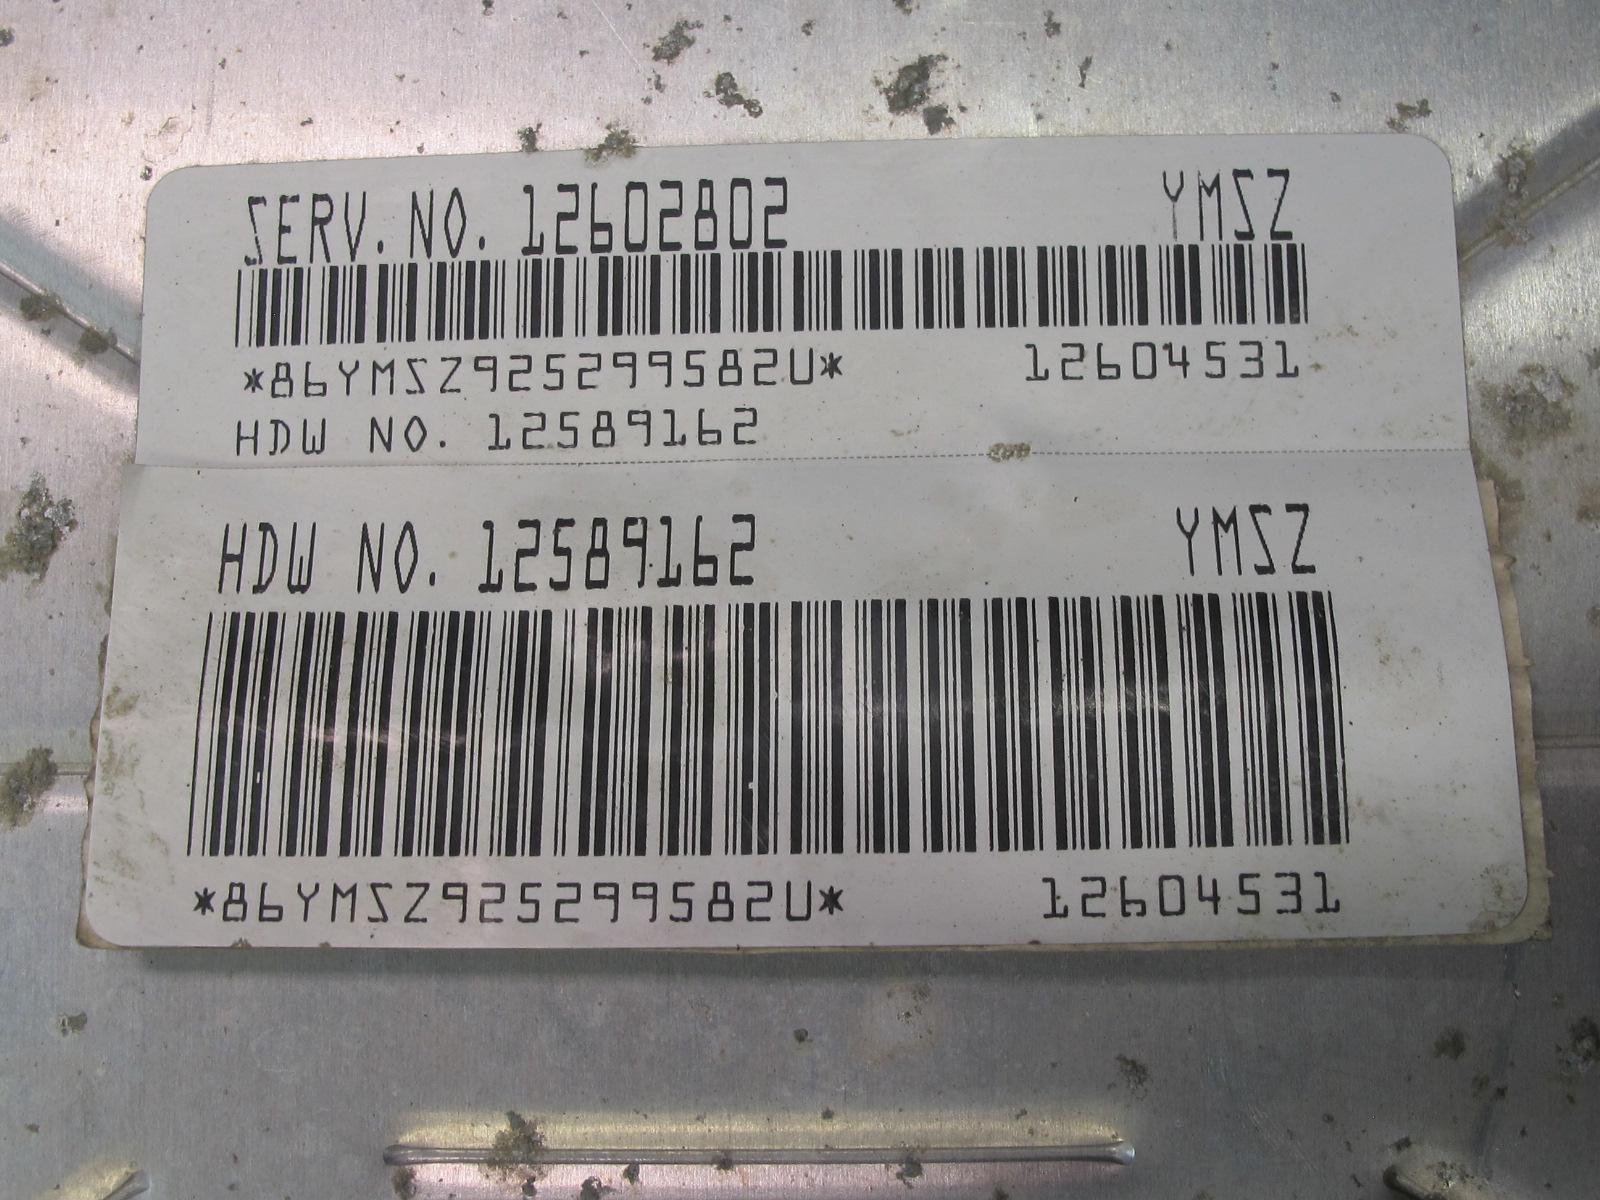 SERV. NO. 12602802 YMSZ
*86YMSZ925299582U* 12604531
HDW NO. 12589162
HDW NO. 12589162 YMSZ
*86YMSZ925299582U* 12604531